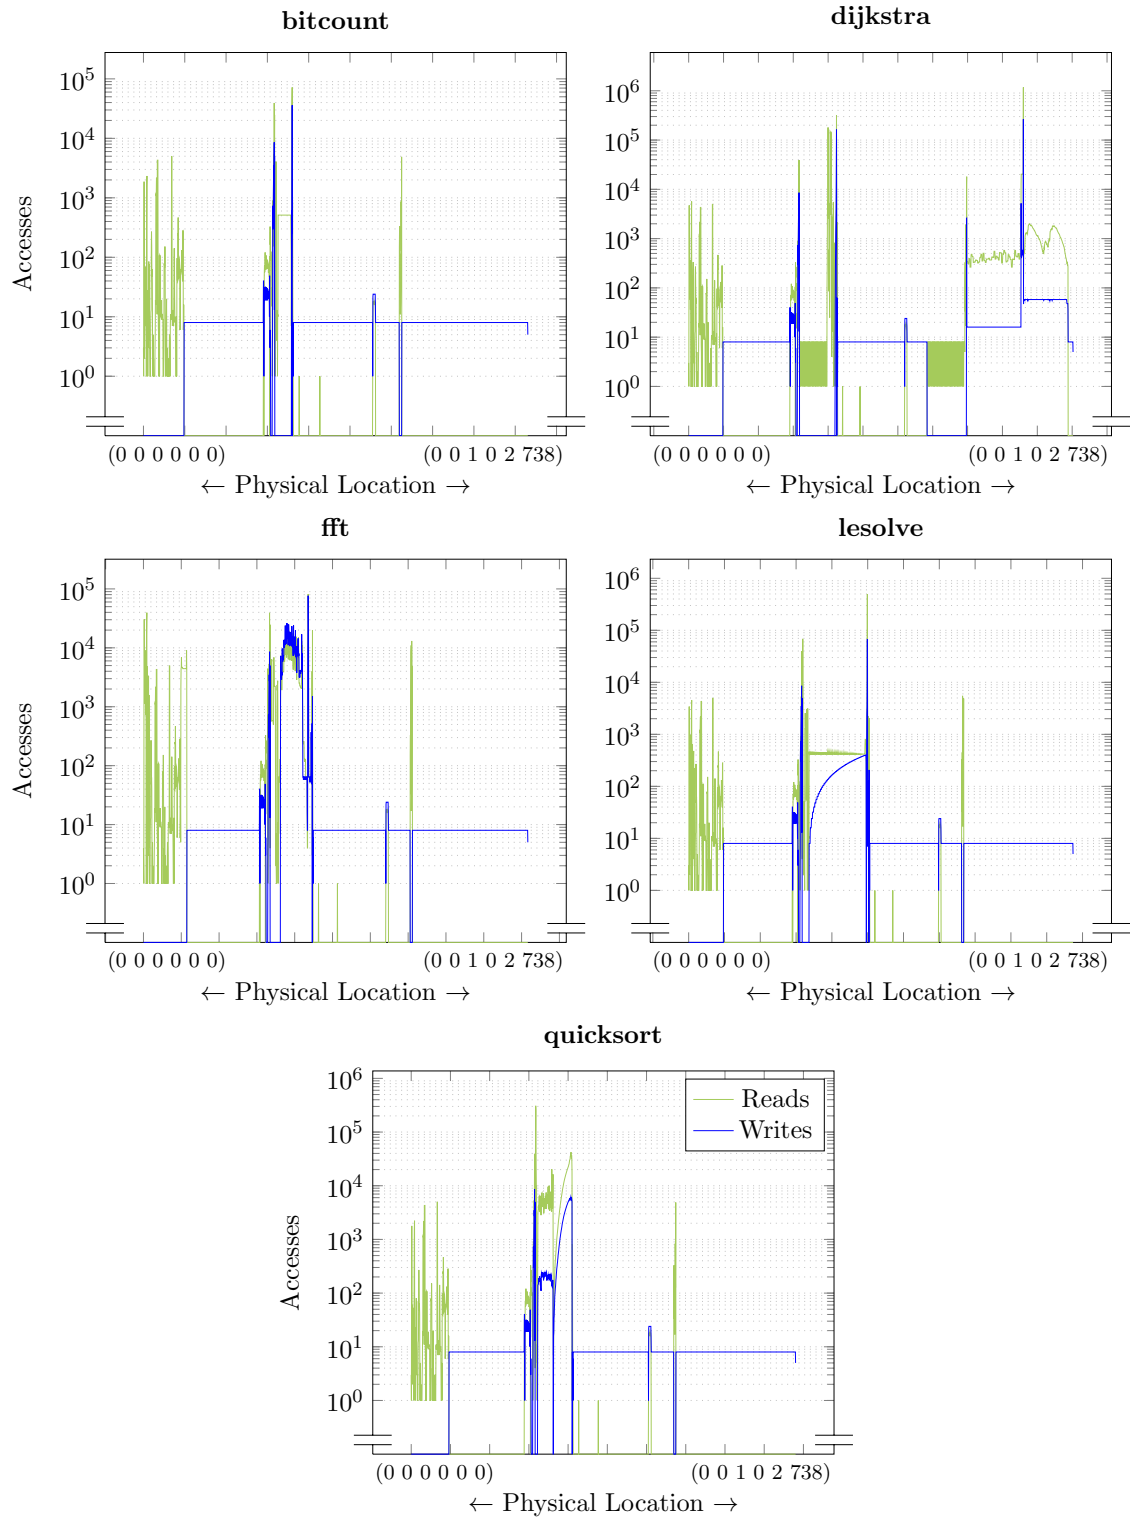 bitcount
10^5
10^4
10^3
10^2
10^1
10^0
Accesses
(0 0 0 0 0 0) (0 0 1 0 2 738)
← Physical Location →
dijkstra
10^6
10^5
10^4
10^3
10^2
10^1
10^0
(0 0 0 0 0 0) (0 0 1 0 2 738)
← Physical Location →
fft
10^5
10^4
10^3
10^2
10^1
10^0
Accesses
(0 0 0 0 0 0) (0 0 1 0 2 738)
← Physical Location →
lesolve
10^6
10^5
10^4
10^3
10^2
10^1
10^0
(0 0 0 0 0 0) (0 0 1 0 2 738)
← Physical Location →
quicksort
10^6
10^5
10^4
10^3
10^2
10^1
10^0
Accesses
Reads
Writes
(0 0 0 0 0 0) (0 0 1 0 2 738)
← Physical Location →